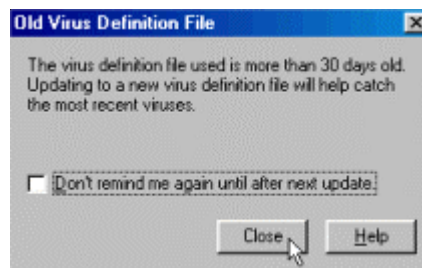 Old Virus Definition File
The virus definition file used is more than 30 days old.
Updating to a new virus definition file will help catch
the most recent viruses.
Don't remind me again until after next update.
Close
Help